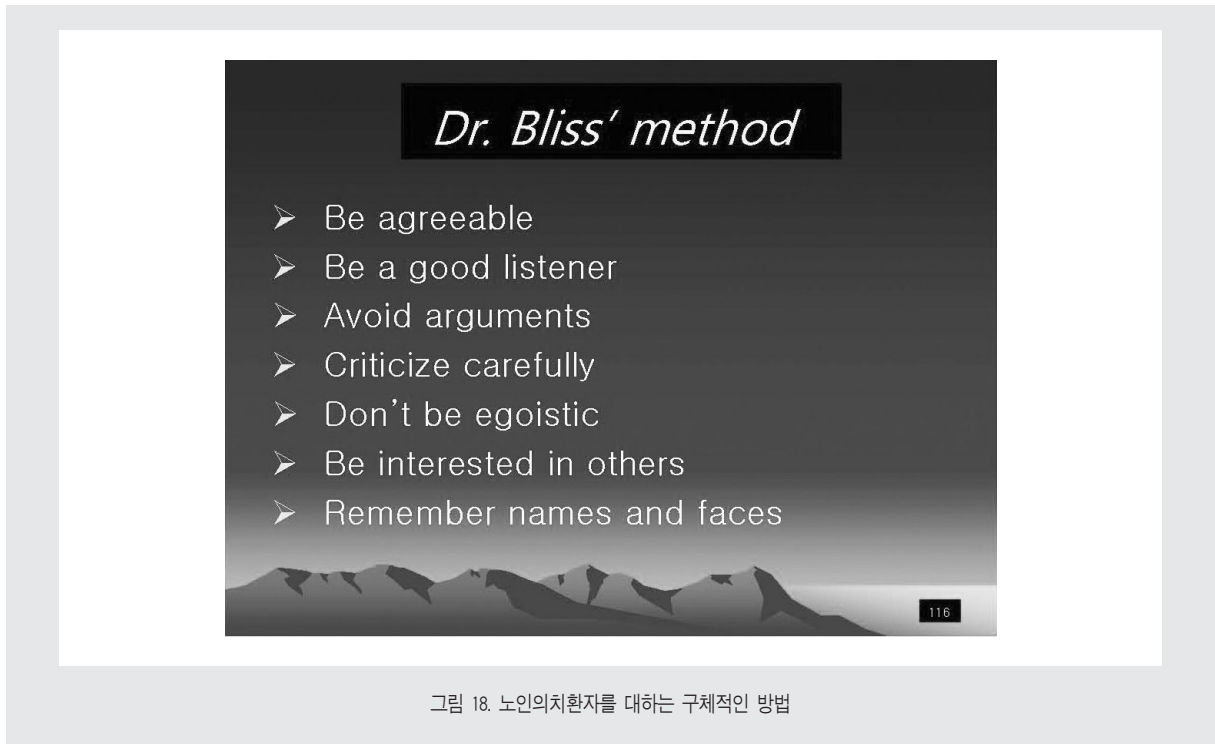 Dr. Bliss' method
➢ Be agreeable
➢ Be a good listener
➢ Avoid arguments
➢ Criticize carefully
➢ Don't be egoistic
➢ Be interested in others
➢ Remember names and faces
116
그림 18. 노인의치환자를 대하는 구체적인 방법